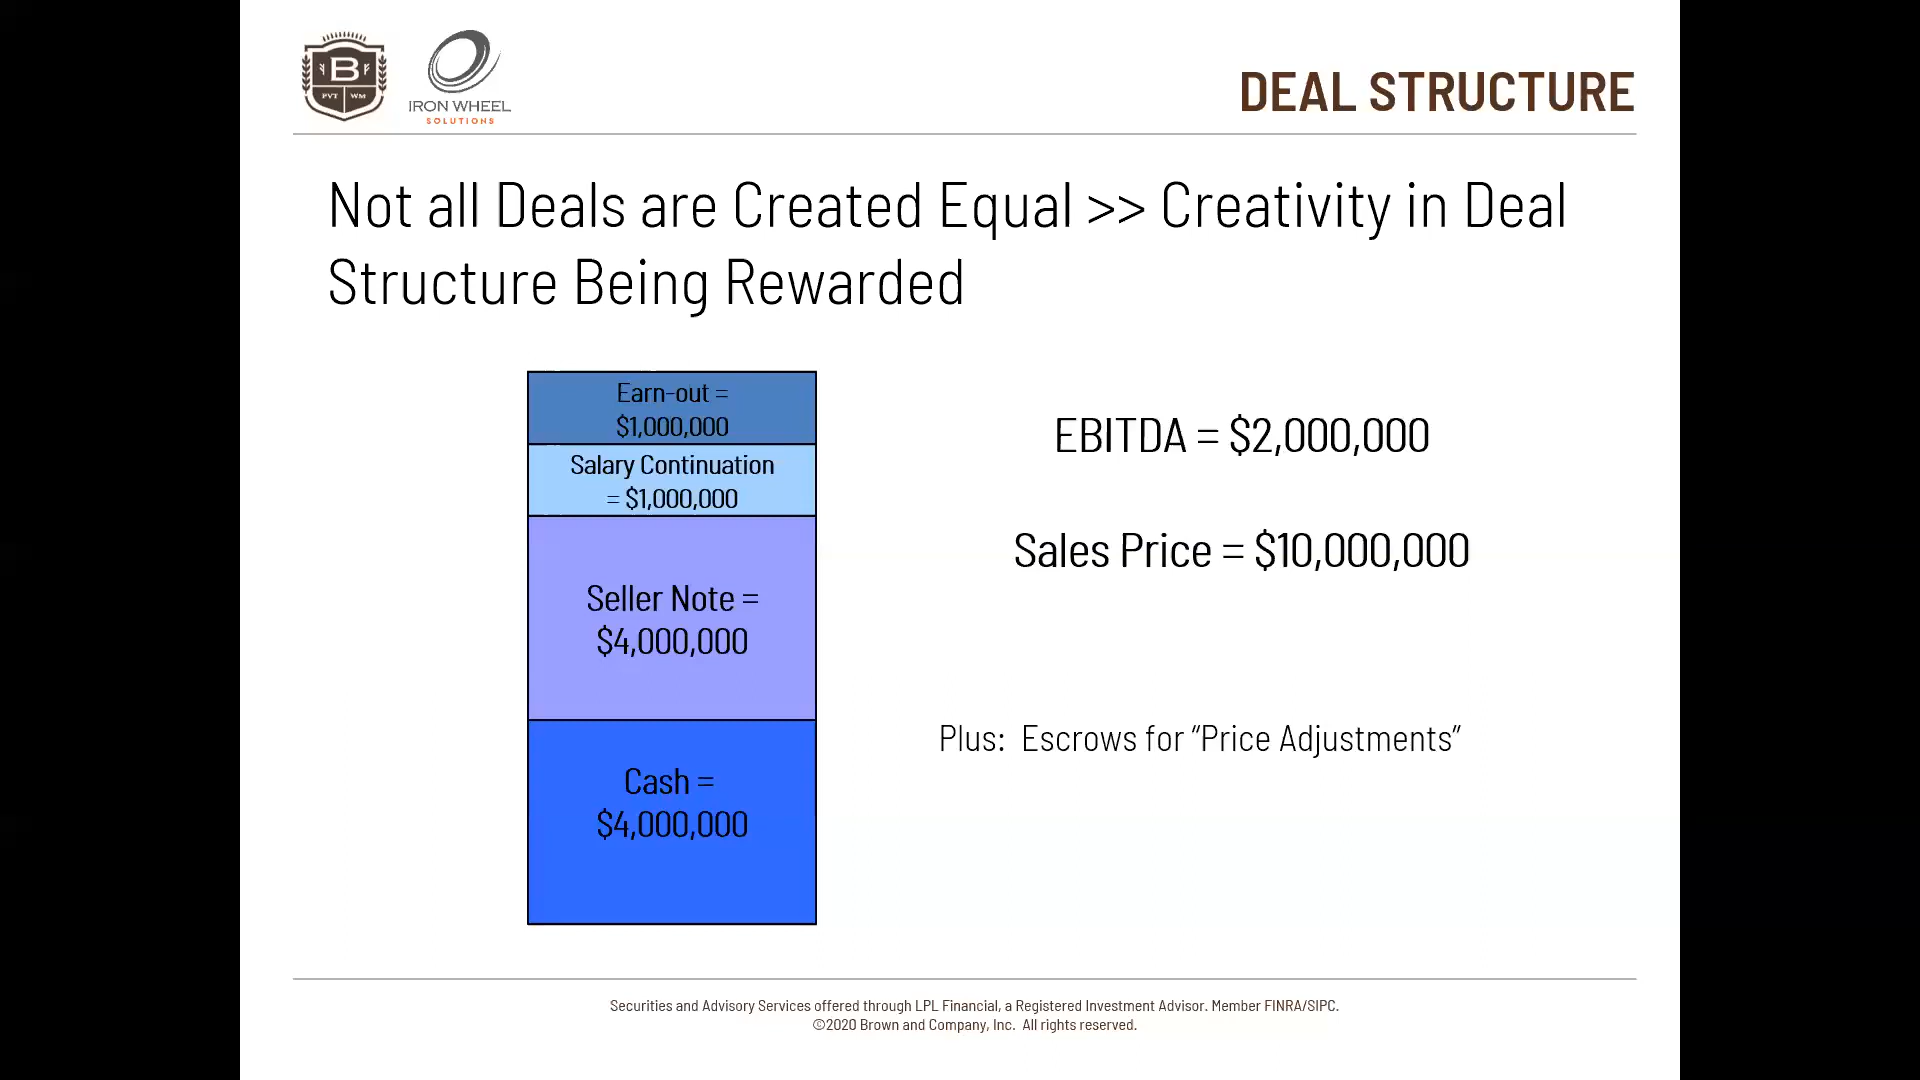 B
PVT WM
IRON WHEEL
SOLUTIONS
DEAL STRUCTURE
Not all Deals are Created Equal >> Creativity in Deal
Structure Being Rewarded
Earn-out =
$1,000,000
Salary Continuation
= $1,000,000
Seller Note =
$4,000,000
Cash =
$4,000,000
EBITDA = $2,000,000
Sales Price = $10,000,000
Plus:  Escrows for “Price Adjustments”
Securities and Advisory Services offered through LPL Financial, a Registered Investment Advisor. Member FINRA/SIPC.
©2020 Brown and Company, Inc.  All rights reserved.